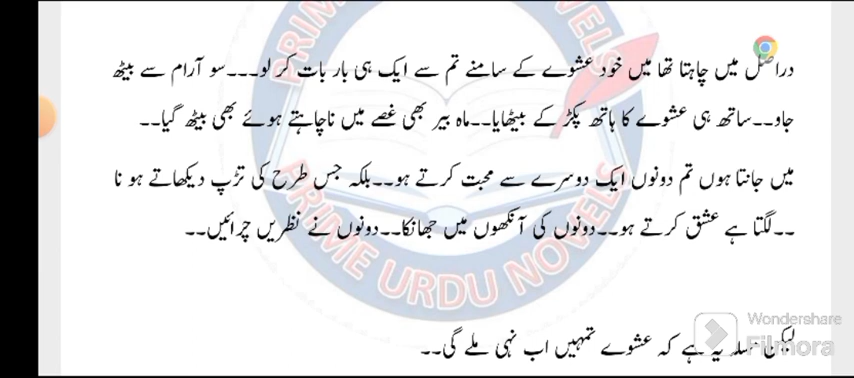 دراصل میں چاہتا تھا میں خود عشوے کے سامنے تم سے ایک ہی بار بات کر لو۔۔۔سو آرام سے بیٹھ
جاو۔۔ساتھ ہی عشوے کا ہاتھ پکڑ کے بیٹھایا۔۔ماہ بیر بھی غصے میں ناچاہتے ہوئے بھی بیٹھ گیا۔۔
میں جانتا ہوں تم دونوں ایک دوسرے سے محبت کرتے ہو۔۔بلکہ جس طرح کی تڑپ دیکھاتے ہو نا
۔۔لگتا ہے عشق کرتے ہو۔۔دونوں کی آنکھوں میں جھانکا۔۔دونوں نے نظریں چرائیں۔۔
PRIME URDU NOVELS
لیکن مسلہ یہ ہے کہ عشوے تمہیں اب نہی ملے گی۔۔
Wondershare
Filmora